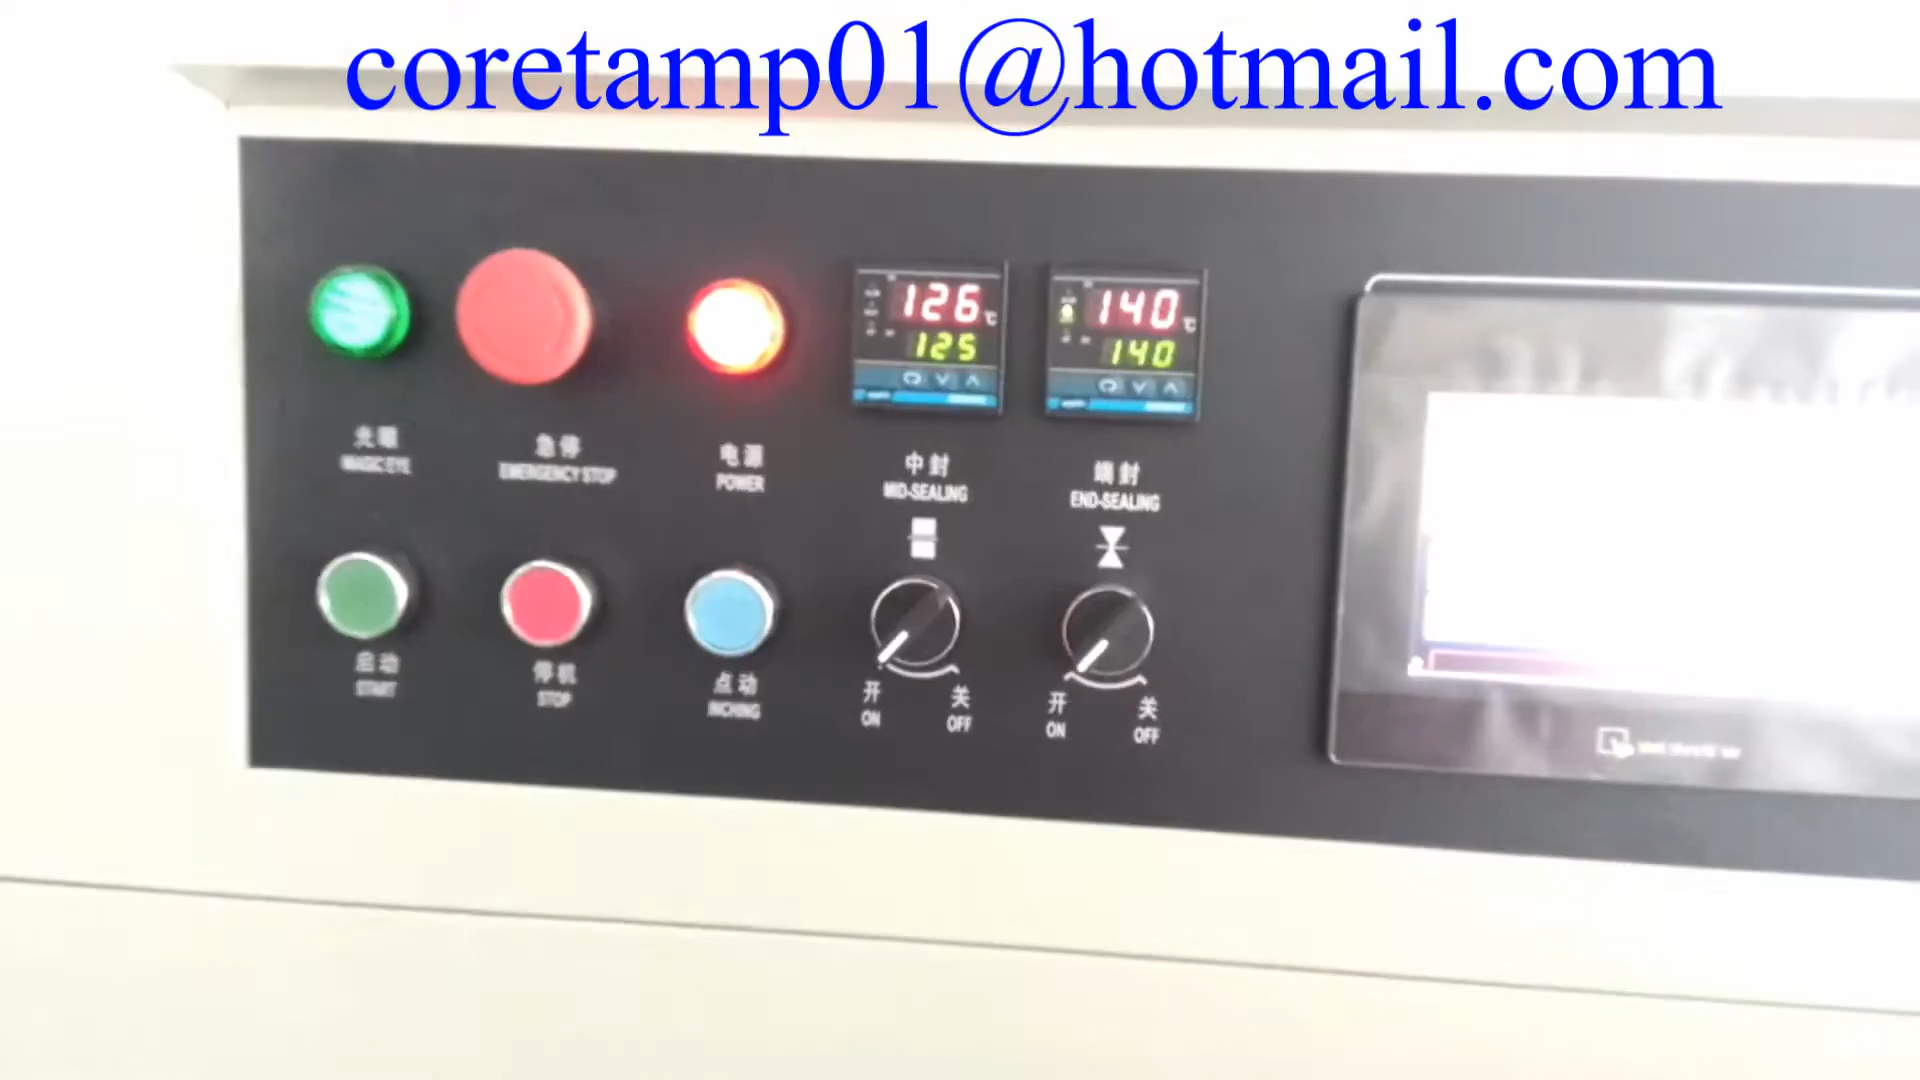 coretamp01@hotmail.com
126 ℃
125
140 ℃
140
光眼
MAGIC EYE
急停
EMERGENCY STOP
电源
POWER
中封
MID-SEALING
端封
END-SEALING
启动
START
停机
STOP
点动
INCHING
开
ON
关
OFF
开
ON
关
OFF